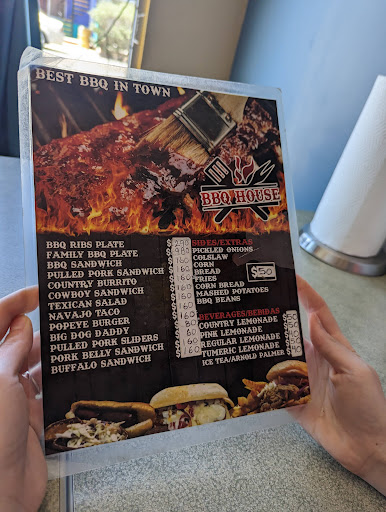 BEST BBQ IN TOWN
BBQ HOUSE
BBQ RIBS PLATE
FAMILY BBQ PLATE
BBQ SANDWICH
PULLED PORK SANDWICH
COUNTRY BURRITO
COWBOY SANDWICH
TEXICAN SALAD
NAVAJO TACO
POPEYE BURGER
BIG DOG DADDY
PULLED PORK SLIDERS
PORK BELLY SANDWICH
BUFFALO SANDWICH
SIDES/EXTRAS
PICKLED ONIONS
COLSLAW
CORN
BREAD
FRIES
CORN BREAD
MASHED POTATOES
BBQ BEANS
$50
BEVERAGES/BEBIDAS
COUNTRY LEMONADE
PINK LEMONADE
REGULAR LEMONADE
TUMERIC LEMONADE
ICE TEA/ARNOLD PALMER